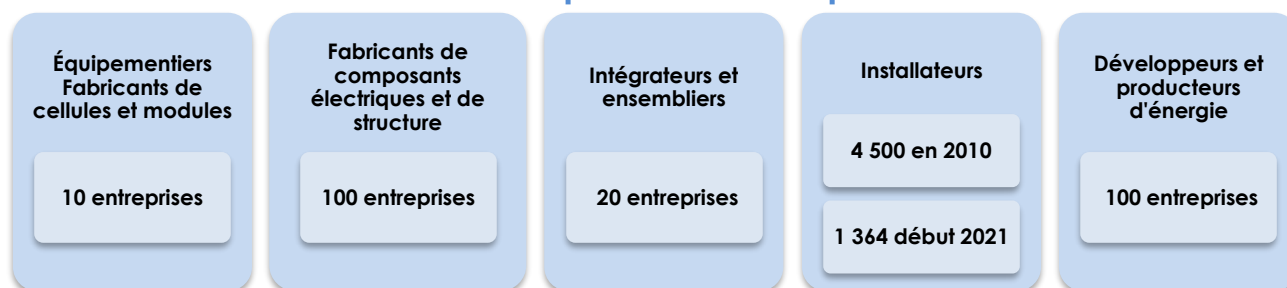 Équipementiers
Fabricants de
cellules et modules
10 entreprises
Fabricants de
composants
électriques et de
structure
100 entreprises
Intégrateurs et
ensembliers
20 entreprises
Installateurs
4 500 en 2010
1 364 début 2021
Développeurs et
producteurs
d'énergie
100 entreprises